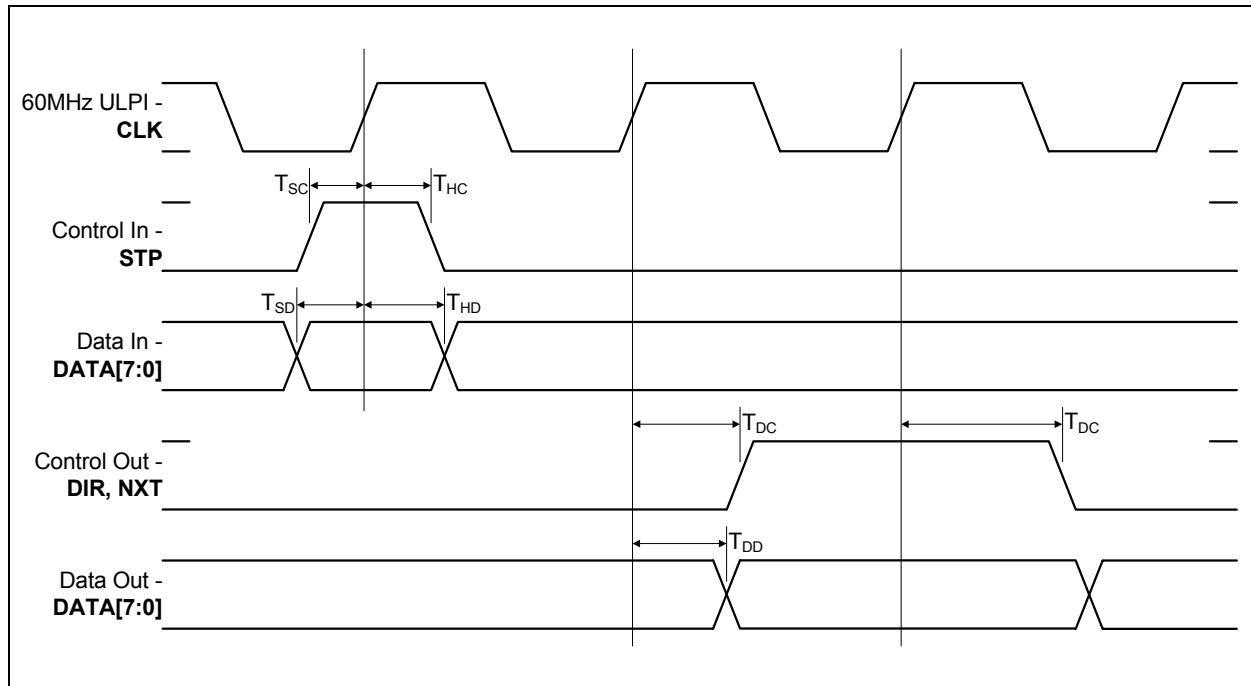 60MHz ULPI -
CLK
T_SC
T_HC
Control In -
STP
T_SD
T_HD
Data In -
DATA[7:0]
T_DC
T_DC
Control Out -
DIR, NXT
T_DD
Data Out -
DATA[7:0]